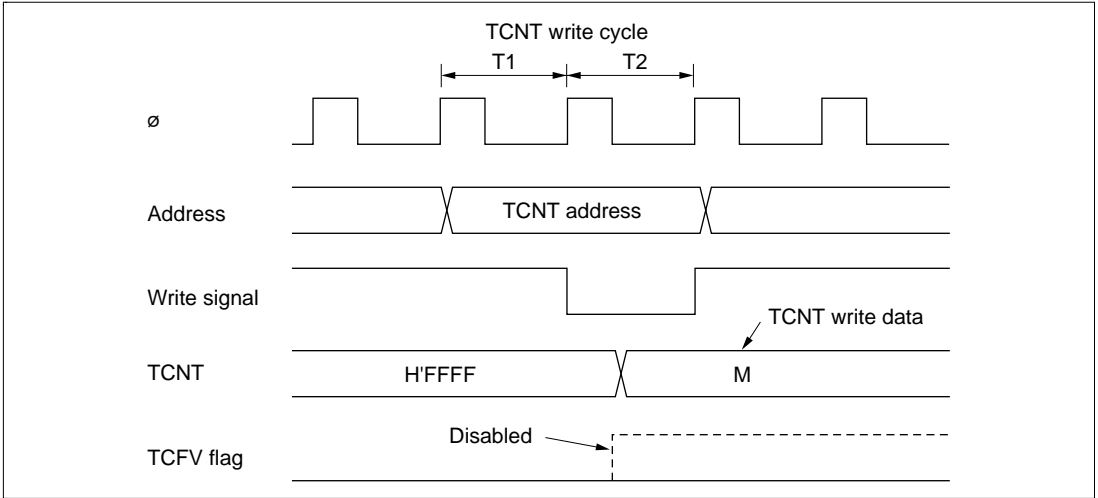 TCNT write cycle
T1 T2
ø
Address TCNT address
Write signal
TCNT write data
TCNT H'FFFF M
Disabled
TCFV flag